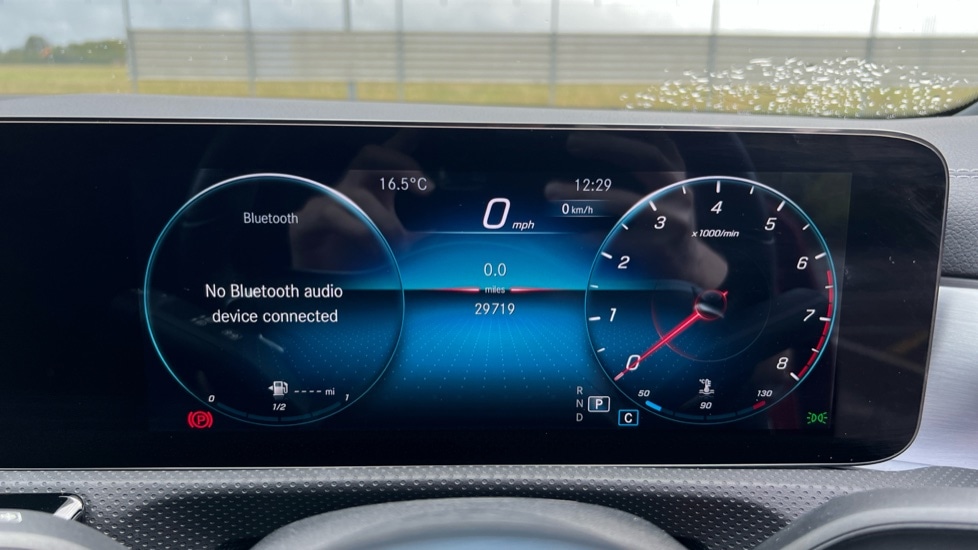 16.5°C
12:29
0 mph
0 km/h
Bluetooth
No Bluetooth audio
device connected
0.0
miles
29719
0
1
2
3
4
5
6
7
8
x1000/min
0
1/2
1
---- mi
R
N
D
P
C
50
90
130
P